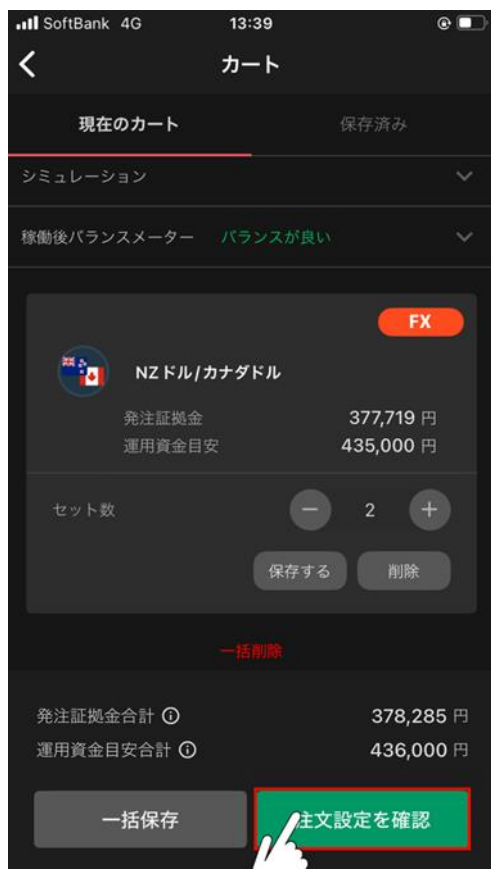 SoftBank 4G 13:39
カート
現在のカート 保存済み
シミュレーション
稼働後バランスメーター バランスが良い
FX
NZドル/カナダドル
発注証拠金 377,719 円
運用資金目安 435,000 円
セット数 − 2 +
保存する 削除
一括削除
発注証拠金合計 378,285 円
運用資金目安合計 436,000 円
一括保存 注文設定を確認